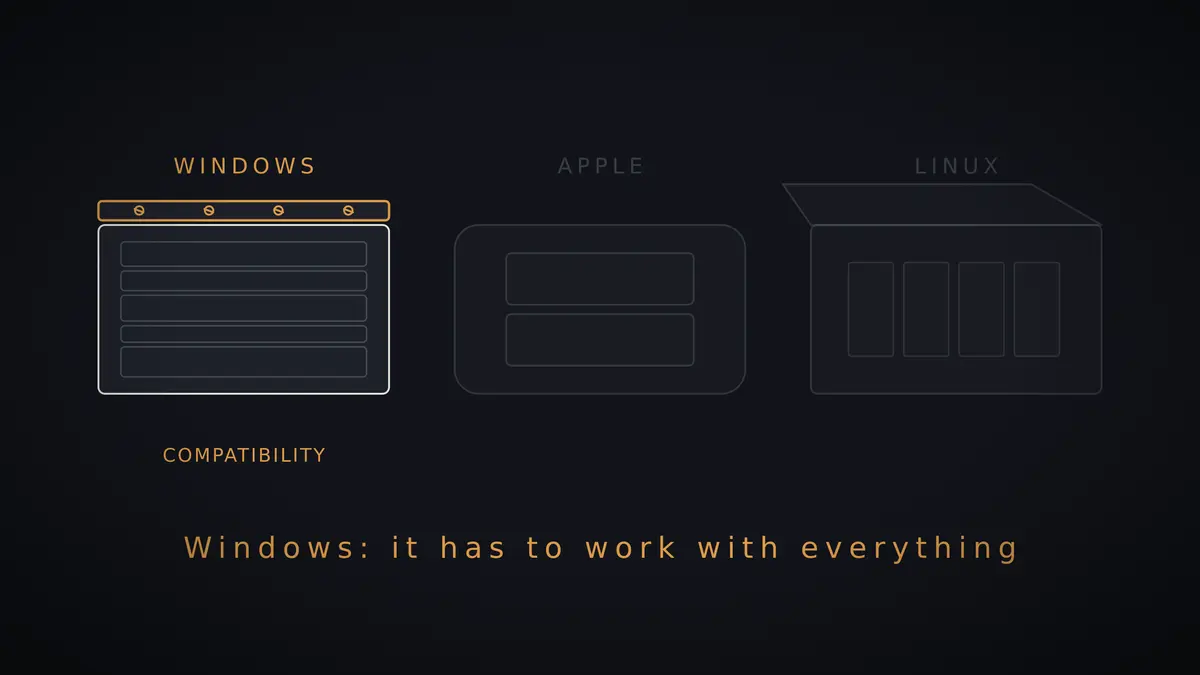 WINDOWS
APPLE
LINUX
COMPATIBILITY
Windows: it has to work with everything